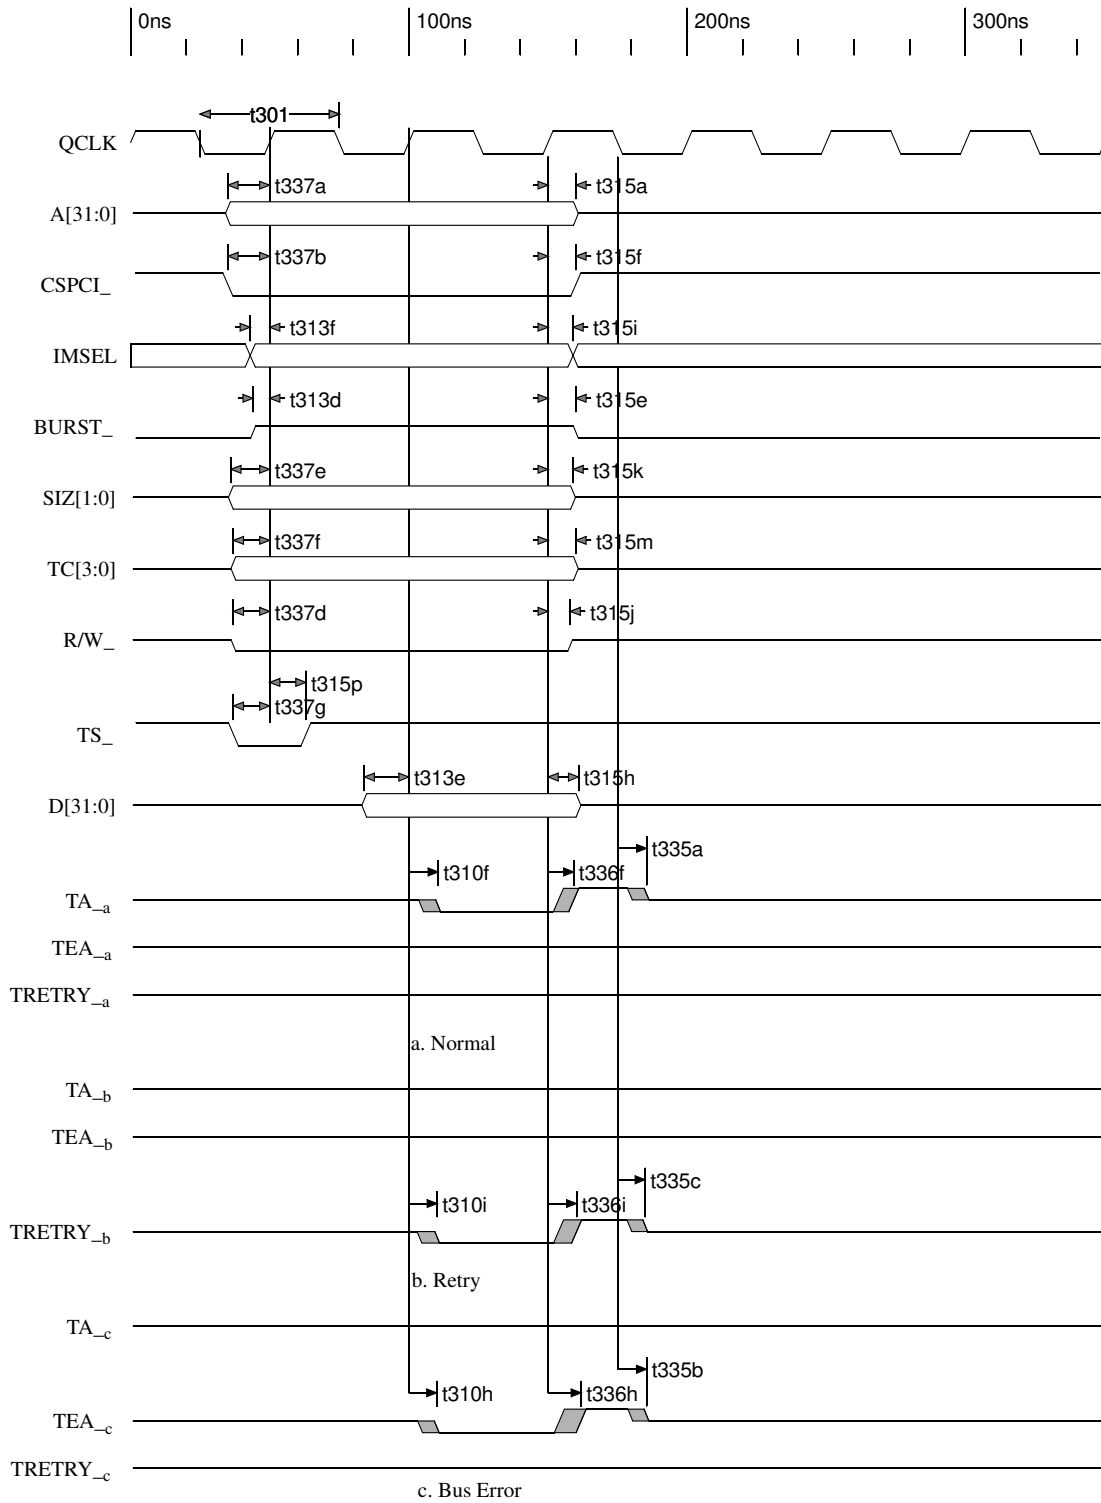 0ns 100ns 200ns 300ns
t301
QCLK
t337a t315a
A[31:0]
t337b t315f
CSPCI_
t313f t315i
IMSEL
t313d t315e
BURST_
t337e t315k
SIZ[1:0]
t337f t315m
TC[3:0]
t337d t315j
R/W_
t315p
t337g
TS_
t313e t315h
D[31:0]
t335a
t310f t336f
TA_a
TEA_a
TRETRY_a
a. Normal
TA_b
TEA_b
t335c
t310i t336i
TRETRY_b
b. Retry
TA_c
t335b
t310h t336h
TEA_c
TRETRY_c
c. Bus Error